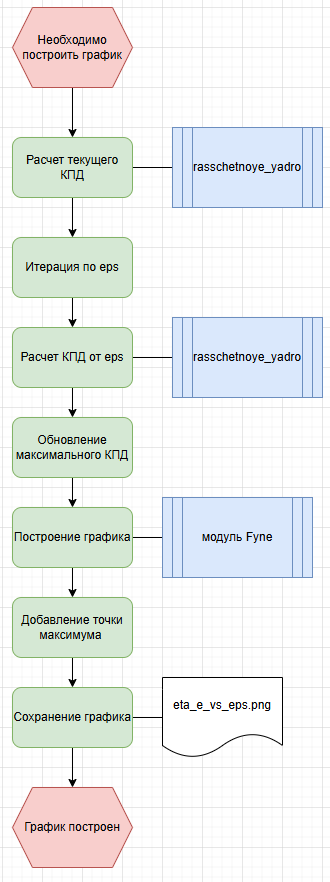 Необходимо
построить график
Расчет текущего
КПД
rasschetnoye_yadro
Итерация по eps
Расчет КПД от eps
rasschetnoye_yadro
Обновление
максимального КПД
Построение графика
модуль Fyne
Добавление точки
максимума
Сохранение графика
eta_e_vs_eps.png
График построен